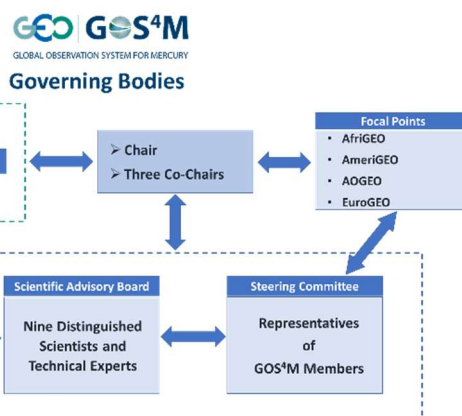 GEO GOS⁴M
GLOBAL OBSERVATION SYSTEM FOR MERCURY
Governing Bodies
➢ Chair
➢ Three Co-Chairs
Focal Points
• AfriGEO
• AmeriGEO
• AOGEO
• EuroGEO
Scientific Advisory Board
Nine Distinguished
Scientists and
Technical Experts
Steering Committee
Representatives
of
GOS⁴M Members